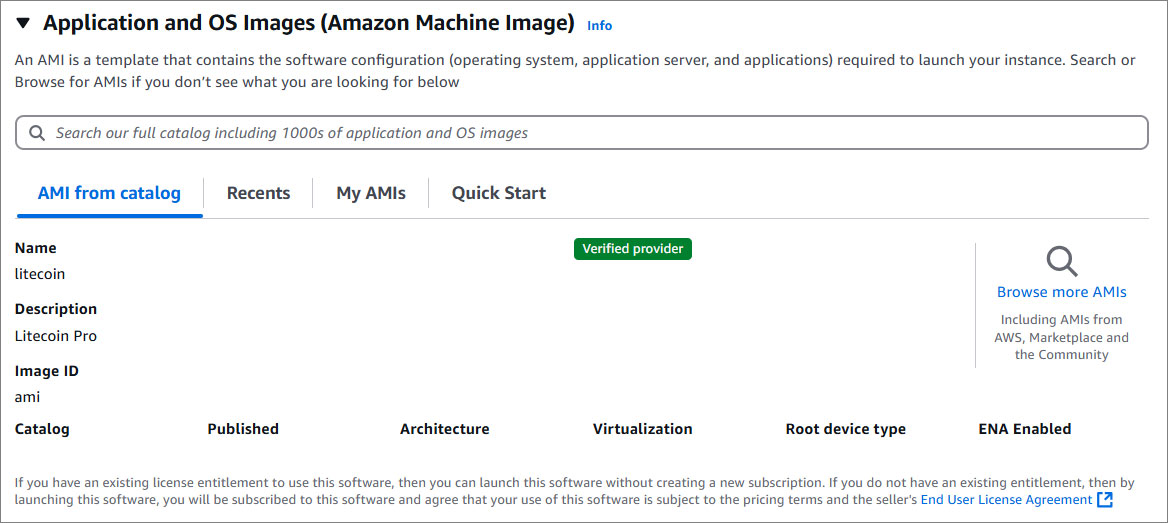 Application and OS Images (Amazon Machine Image) Info
An AMI is a template that contains the software configuration (operating system, application server, and applications) required to launch your instance. Search or
Browse for AMIs if you don’t see what you are looking for below
Search our full catalog including 1000s of application and OS images
AMI from catalog Recents My AMIs Quick Start
Name
litecoin
Verified provider
Description
Litecoin Pro
Image ID
ami
Browse more AMIs
Including AMIs from
AWS, Marketplace and
the Community
Catalog Published Architecture Virtualization Root device type ENA Enabled
If you have an existing license entitlement to use this software, then you can launch this software without creating a new subscription. If you do not have an existing entitlement, then by
launching this software, you will be subscribed to this software and agree that your use of this software is subject to the pricing terms and the seller's End User License Agreement